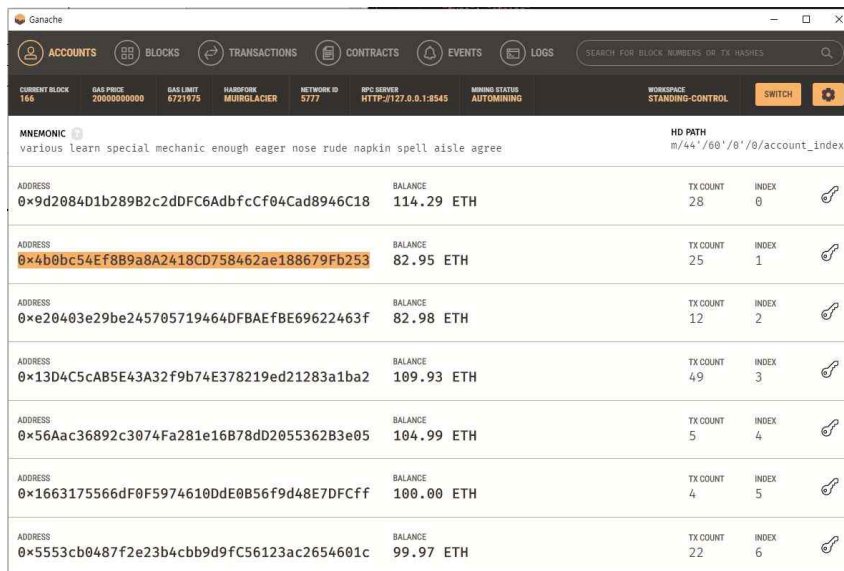 Ganache
ACCOUNTS BLOCKS TRANSACTIONS CONTRACTS EVENTS LOGS SEARCH FOR BLOCK NUMBERS OR TX HASHES
CURRENT BLOCK GAS PRICE GAS LIMIT HARDFORK NETWORK ID RPC SERVER MINING STATUS WORKSPACE
166 20000000000 6721975 MUIRGLACIER 5777 HTTP://127.0.0.1:8545 AUTOMINING STANDING-CONTROL SWITCH
MNEMONIC ? HD PATH
various learn special mechanic enough eager nose rude napkin spell aisle agree m/44'/60'/0'/0/account_index
ADDRESS BALANCE TX COUNT INDEX
0×9d2084D1b289B2c2dDFC6AdbfcCf04Cad8946C18 114.29 ETH 28 0
ADDRESS BALANCE TX COUNT INDEX
0×4b0bc54Ef8B9a8A2418CD758462ae188679Fb253 82.95 ETH 25 1
ADDRESS BALANCE TX COUNT INDEX
0×e20403e29be245705719464DFBAEfBE69622463f 82.98 ETH 12 2
ADDRESS BALANCE TX COUNT INDEX
0×13D4C5cAB5E43A32f9b74E378219ed21283a1ba2 109.93 ETH 49 3
ADDRESS BALANCE TX COUNT INDEX
0×56Aac36892c3074Fa281e16B78dD2055362B3e05 104.99 ETH 5 4
ADDRESS BALANCE TX COUNT INDEX
0×1663175566dF0F5974610DdE0B56f9d48E7DFCff 100.00 ETH 4 5
ADDRESS BALANCE TX COUNT INDEX
0×5553cb0487f2e23b4cbb9d9fC56123ac2654601c 99.97 ETH 22 6